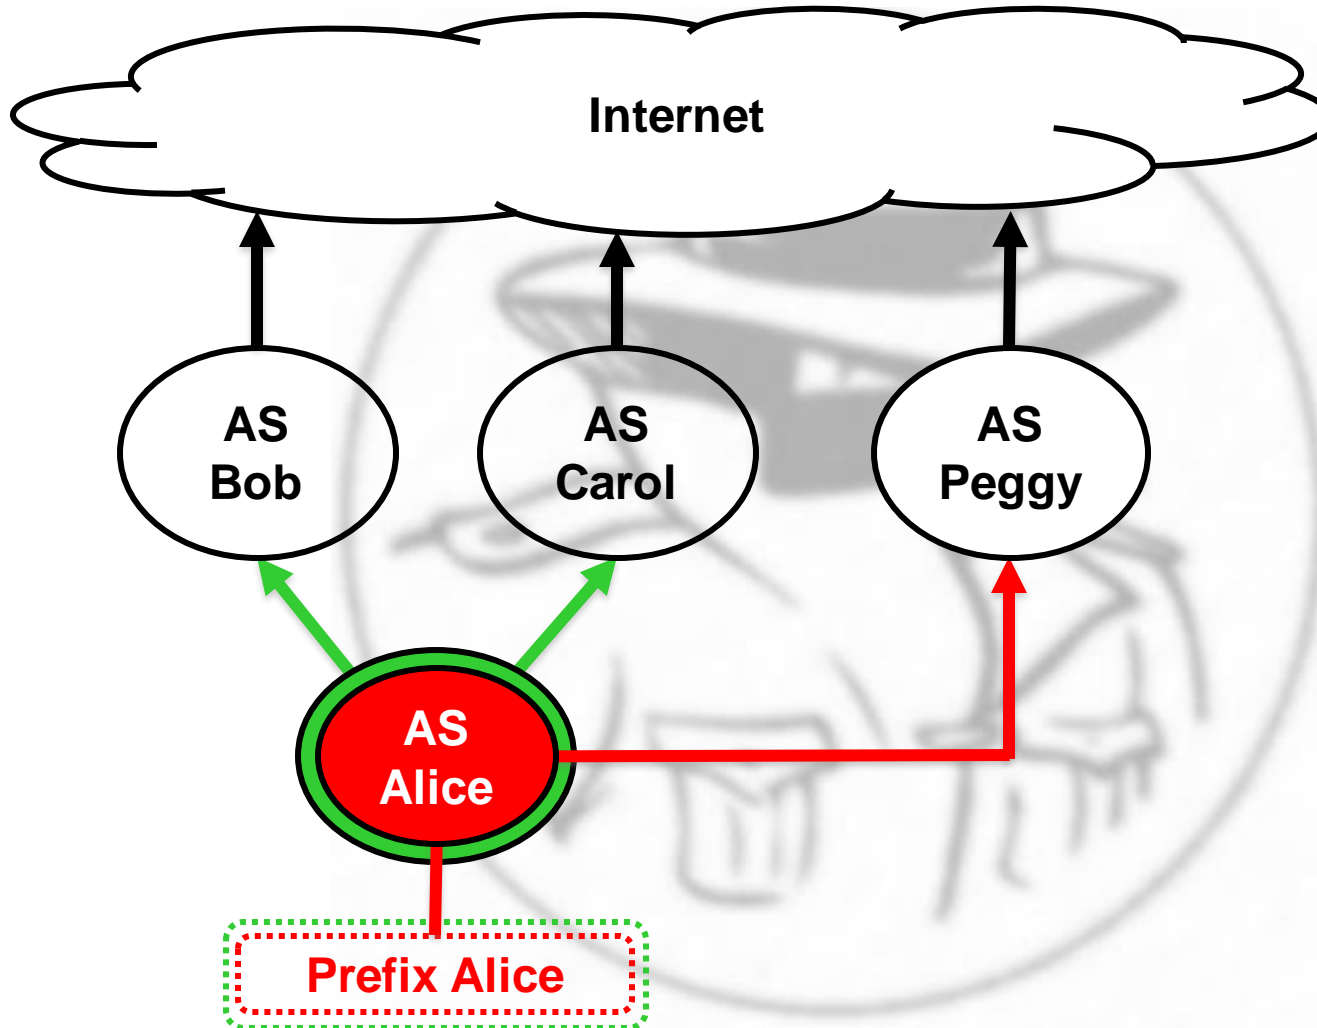 Internet
AS
Bob
AS
Carol
AS
Peggy
AS
Alice
Prefix Alice